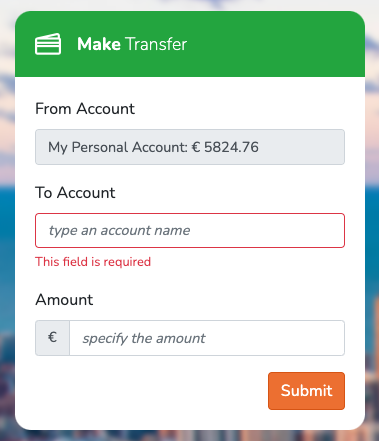 Make Transfer
From Account
My Personal Account: € 5824.76
To Account
type an account name
This field is required
Amount
€ specify the amount
Submit